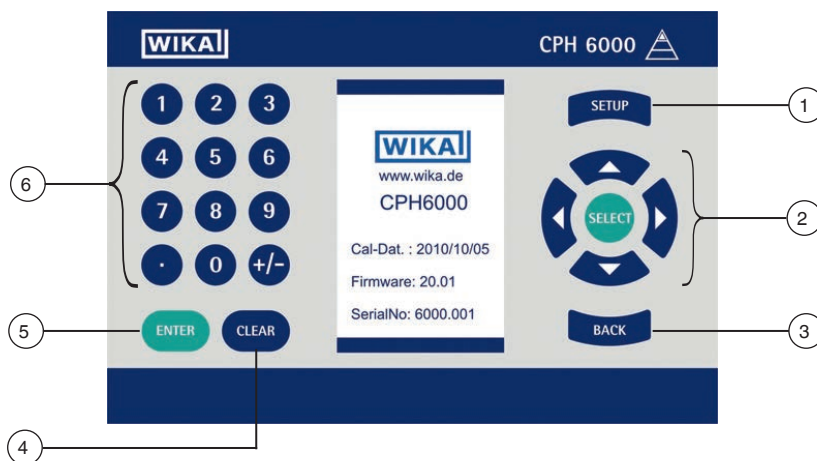 WIKA
CPH 6000
1 2 3
4 5 6
7 8 9
· 0 +/-
ENTER CLEAR
WIKA
www.wika.de
CPH6000
Cal-Dat. : 2010/10/05
Firmware: 20.01
SerialNo: 6000.001
SETUP
SELECT
BACK
1
2
3
4
5
6